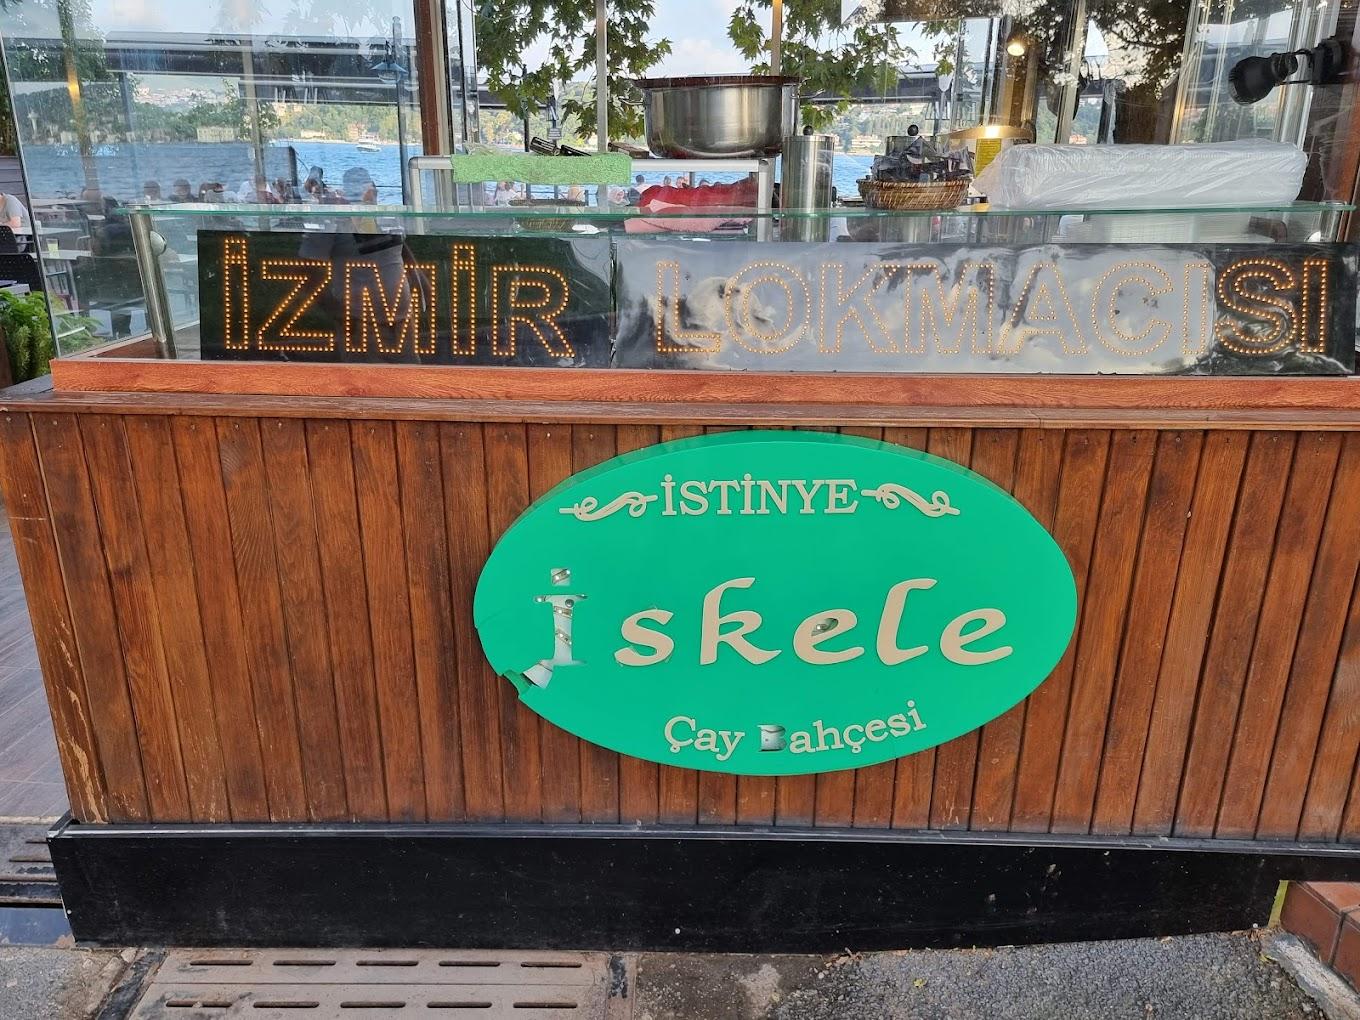 İZMİR LOKMACISI
İSTİNYE
İskele
Çay Bahçesi